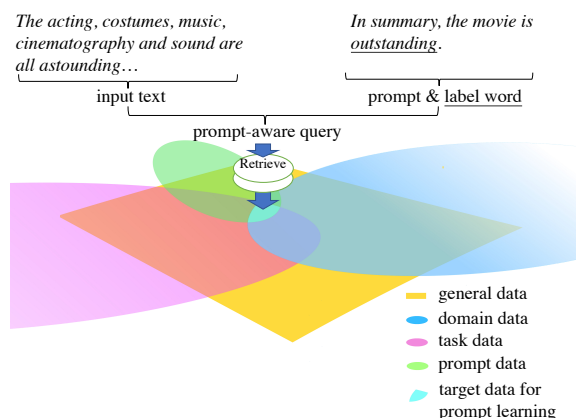 The acting, costumes, music,
cinematography and sound are
all astounding…
In summary, the movie is
outstanding.
input text
prompt & label word
prompt-aware query
Retrieve
general data
domain data
task data
prompt data
target data for
prompt learning